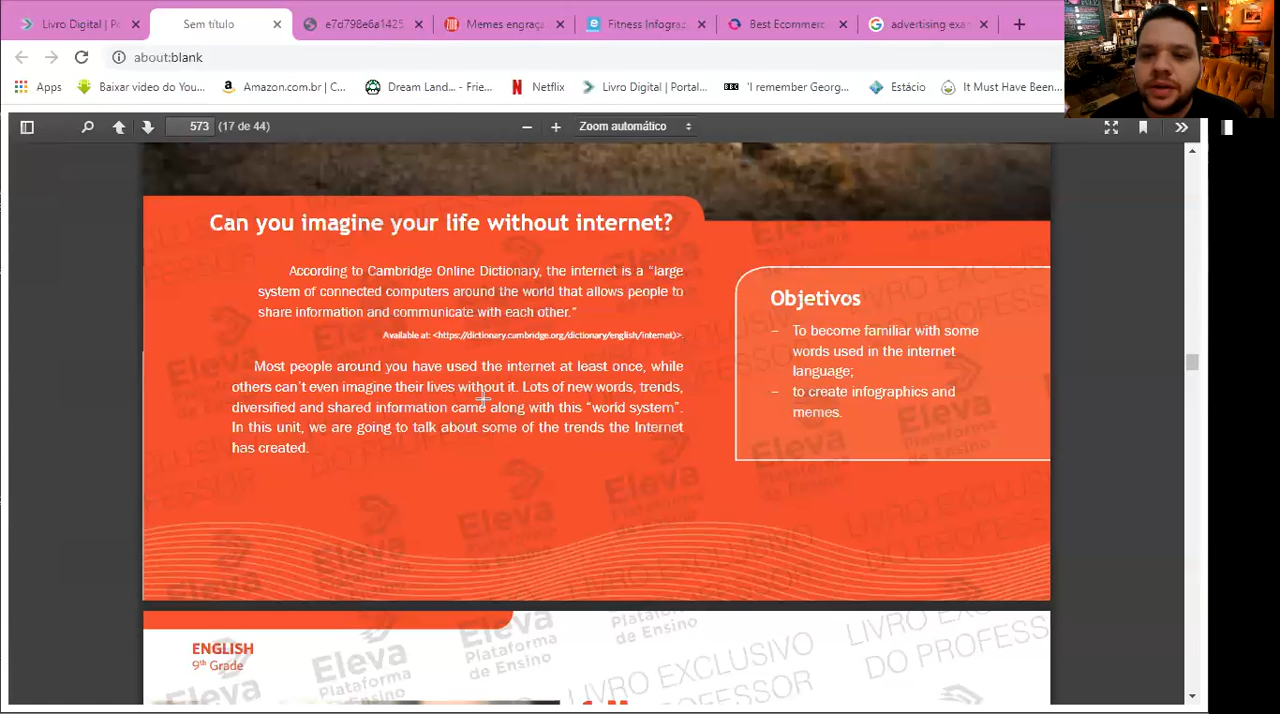 Livro Digital | P
Sem título
e7d798e6a1425
Memes engraça
Fitness Infograp
Best Ecommerc
advertising exa
about:blank
Apps
Baixar video do You...
Amazon.com.br | C...
Dream Land... - Frie...
Netflix
Livro Digital | Portal...
BBC
'I remember Georg...
Estácio
It Must Have Been...
573
(17 de 44)
Zoom automático
Can you imagine your life without internet?
According to Cambridge Online Dictionary, the internet is a “large
system of connected computers around the world that allows people to
share information and communicate with each other.”
Available at: <https://dictionary.cambridge.org/dictionary/english/internet)>.
Most people around you have used the internet at least once, while
others can’t even imagine their lives without it. Lots of new words, trends,
diversified and shared information came along with this “world system”.
In this unit, we are going to talk about some of the trends the Internet
has created.
Objetivos
– To become familiar with some
words used in the internet
language;
– to create infographics and
memes.
ENGLISH
9th Grade
Eleva
Plataforma
de Ensino
LIVRO EXCLUSIVO
DO PROFESSOR